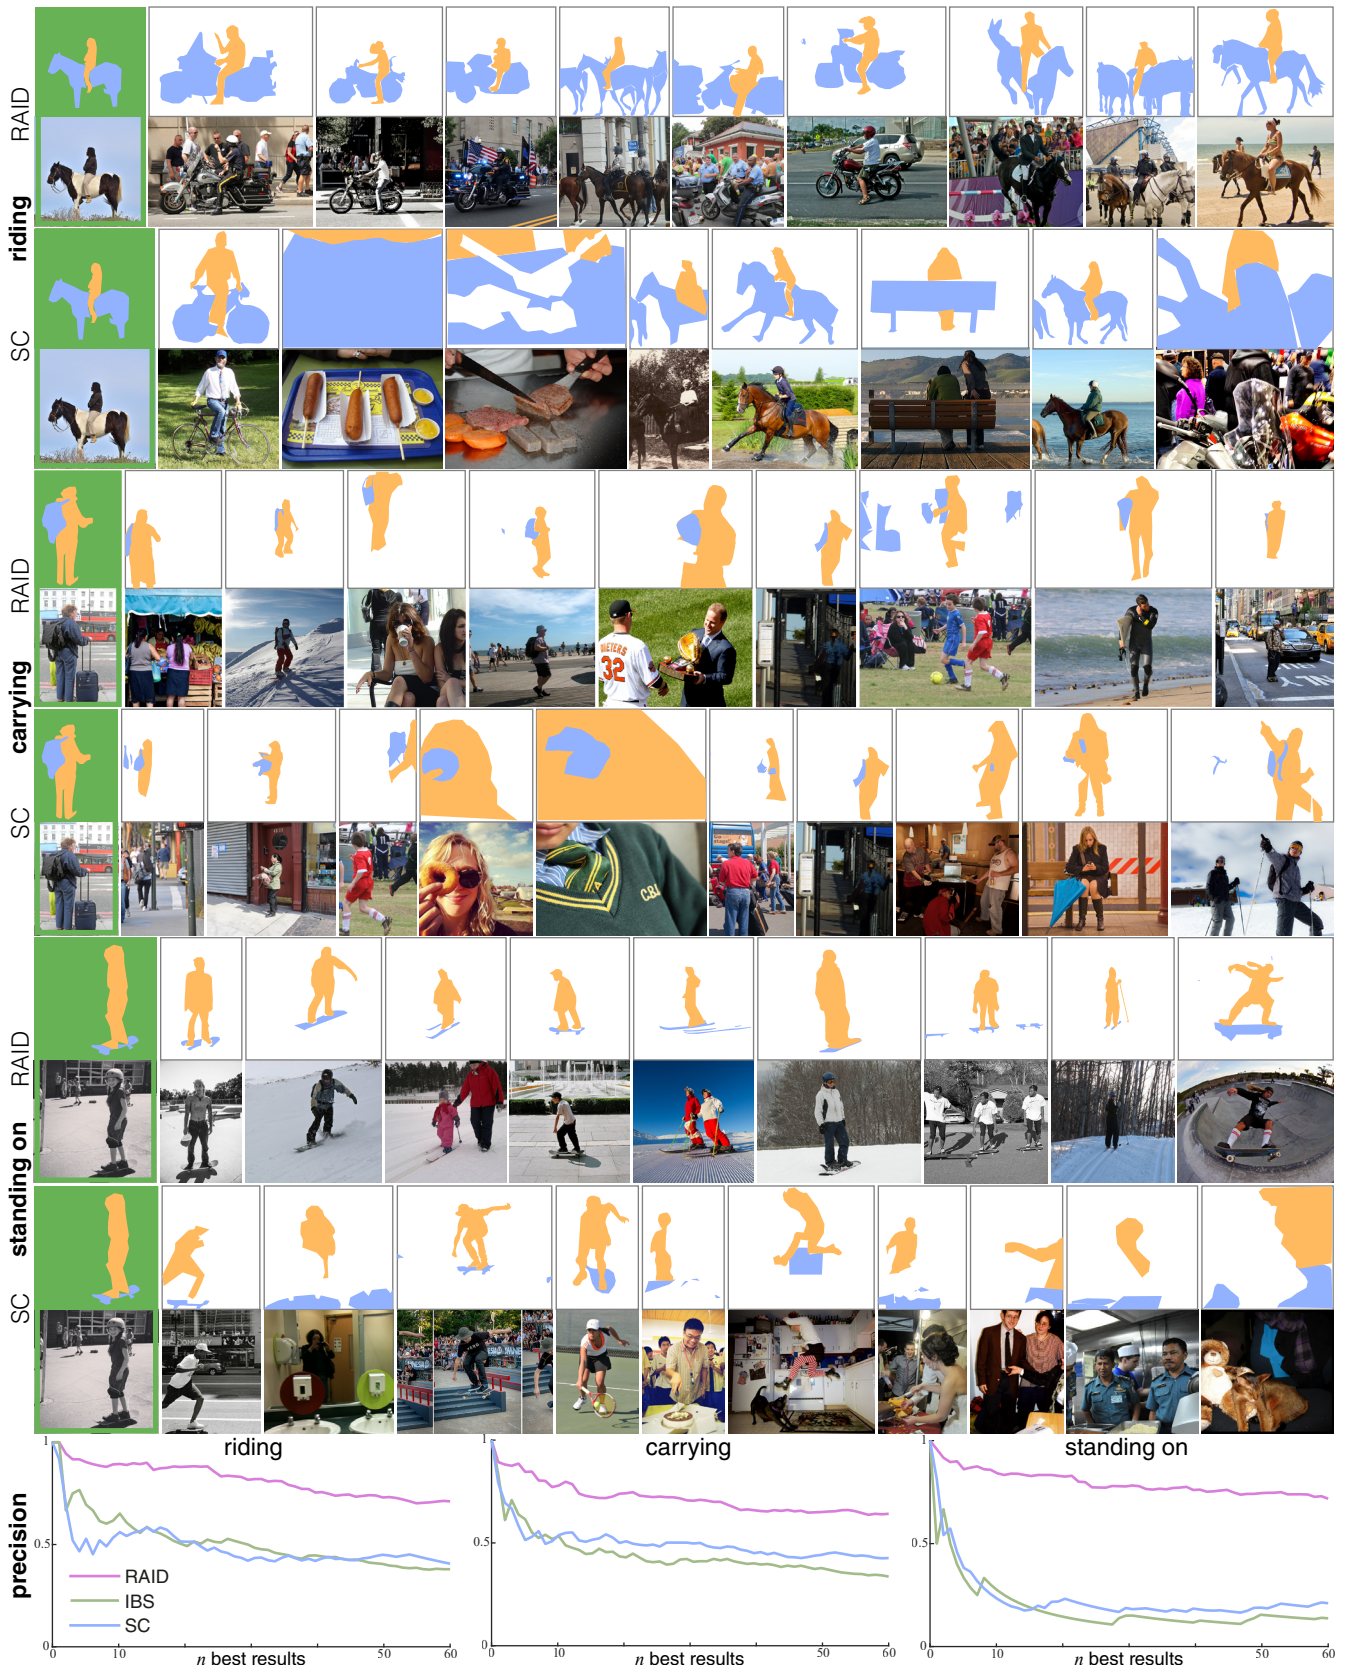 riding
RAID
SC
carrying
RAID
32
SC
C.B.
standing on
RAID
SC
riding
carrying
standing on
precision
1
0.5
0
RAID
IBS
SC
0
10
n best results
50
60
1
0.5
0
0
10
n best results
50
60
1
0.5
0
0
10
n best results
50
60